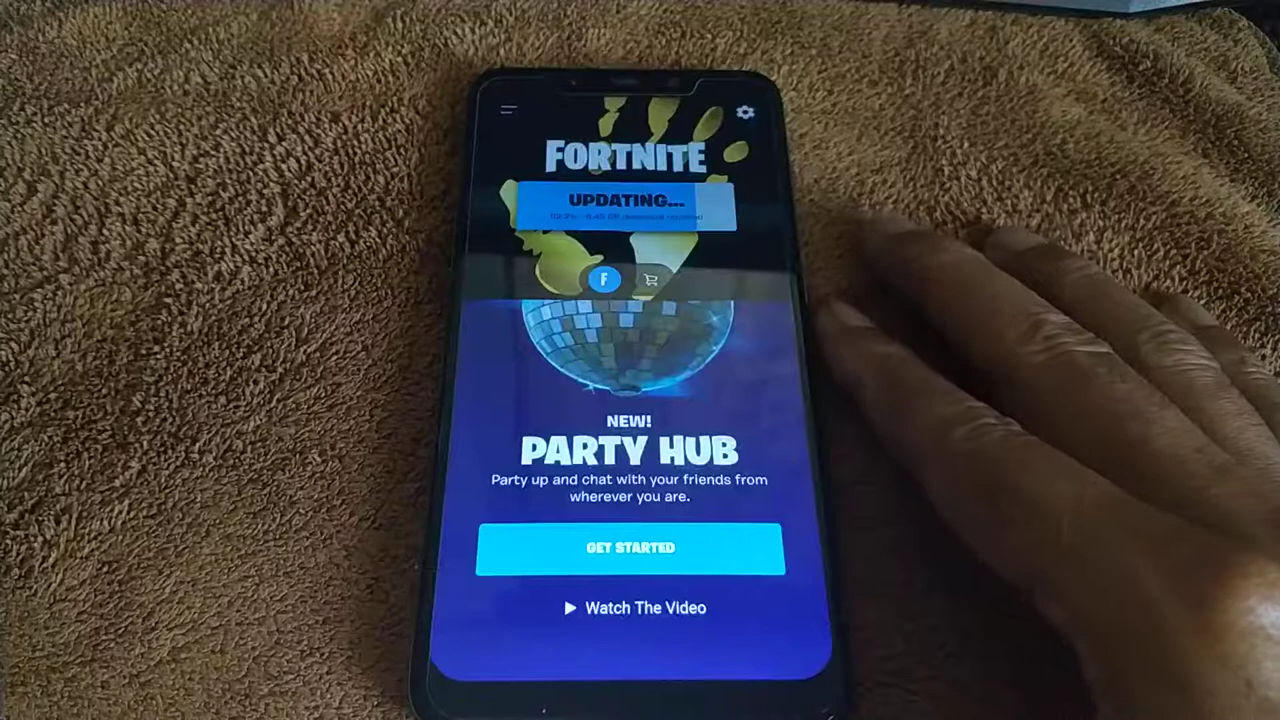 FORTNITE
UPDATING...
F
NEW!
PARTY HUB
Party up and chat with your friends from
wherever you are.
GET STARTED
Watch The Video